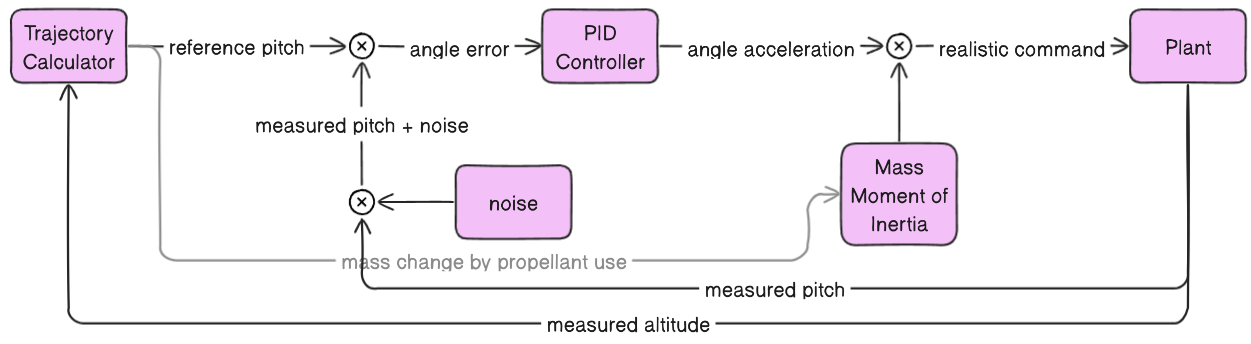 Trajectory
Calculator
reference pitch
angle error
PID
Controller
angle acceleration
realistic command
Plant
measured pitch + noise
noise
Mass
Moment of
Inertia
mass change by propellant use
measured pitch
measured altitude